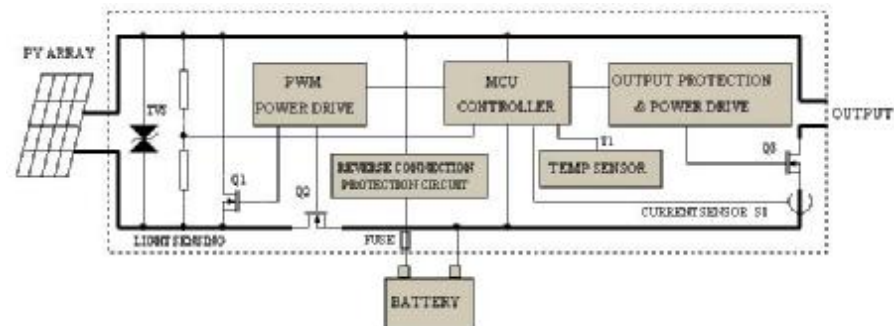 PV ARRAY
TVS
PWM
POWER DRIVE
MCU
CONTROLLER
OUTPUT PROTECTION
& POWER DRIVE
OUTPUT
REVERSE CONNECTION
PROTECTION CIRCUIT
TEMP SENSOR
Q1
Q2
Q3
CURRENT SENSOR S1
LIGHT SENSING
FUSE
BATTERY